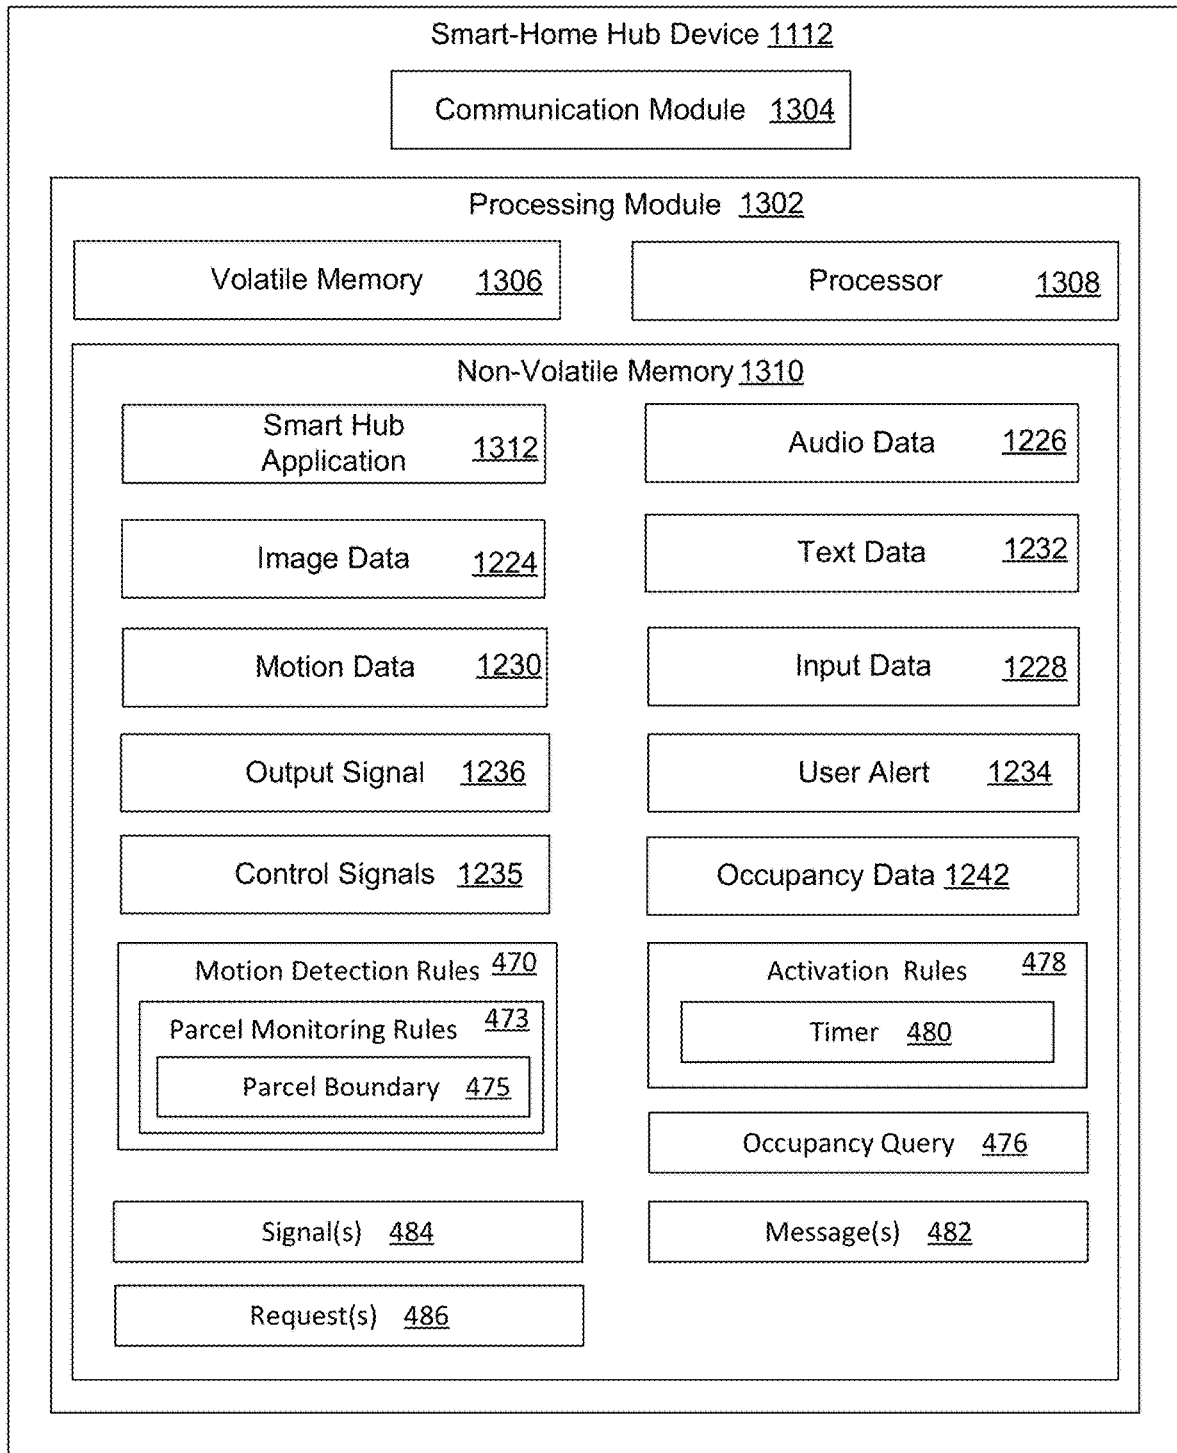 Smart-Home Hub Device 1112
Communication Module 1304
Processing Module 1302
Volatile Memory 1306
Processor 1308
Non-Volatile Memory 1310
Smart Hub
Application 1312
Audio Data 1226
Image Data 1224
Text Data 1232
Motion Data 1230
Input Data 1228
Output Signal 1236
User Alert 1234
Control Signals 1235
Occupancy Data 1242
Motion Detection Rules 470
Parcel Monitoring Rules 473
Parcel Boundary 475
Activation Rules 478
Timer 480
Occupancy Query 476
Signal(s) 484
Message(s) 482
Request(s) 486